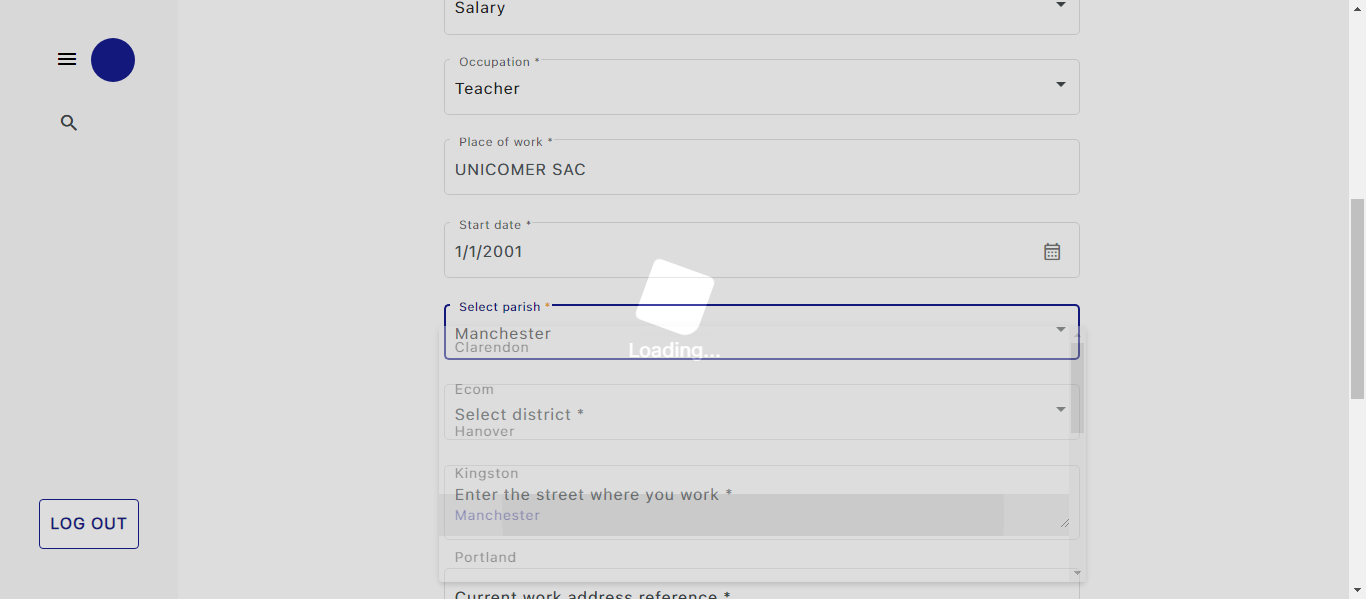 Salary
Occupation *
Teacher
Place of work *
UNICOMER SAC
Start date *
1/1/2001
Select parish *
Manchester
Clarendon
Loading...
Ecom
Select district *
Hanover
Kingston
Enter the street where you work *
Manchester
LOG OUT
Portland
Current work address reference *